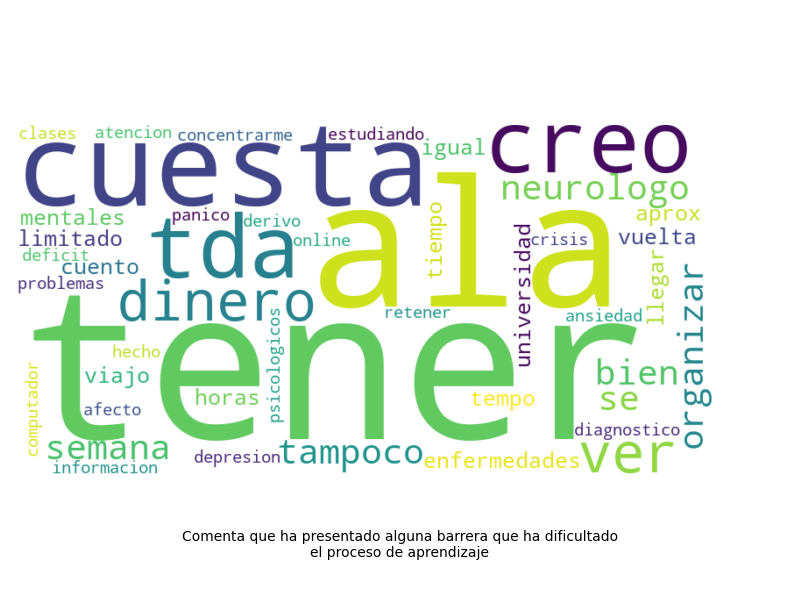 clases atencion concentrarme estudiando creo
cuesta igual
neurologo
mentales panico derivo tda ala tiempo aprox
limitado online universidad crisis vuelta
deficit cuento llegar
problemas dinero retener ansiedad organizar
tener
hecho psicologicos
computador viajo horas bien
afecto tempo se
semana depresion tampoco enfermedades diagnostico ver
informacion
Comenta que ha presentado alguna barrera que ha dificultado
el proceso de aprendizaje